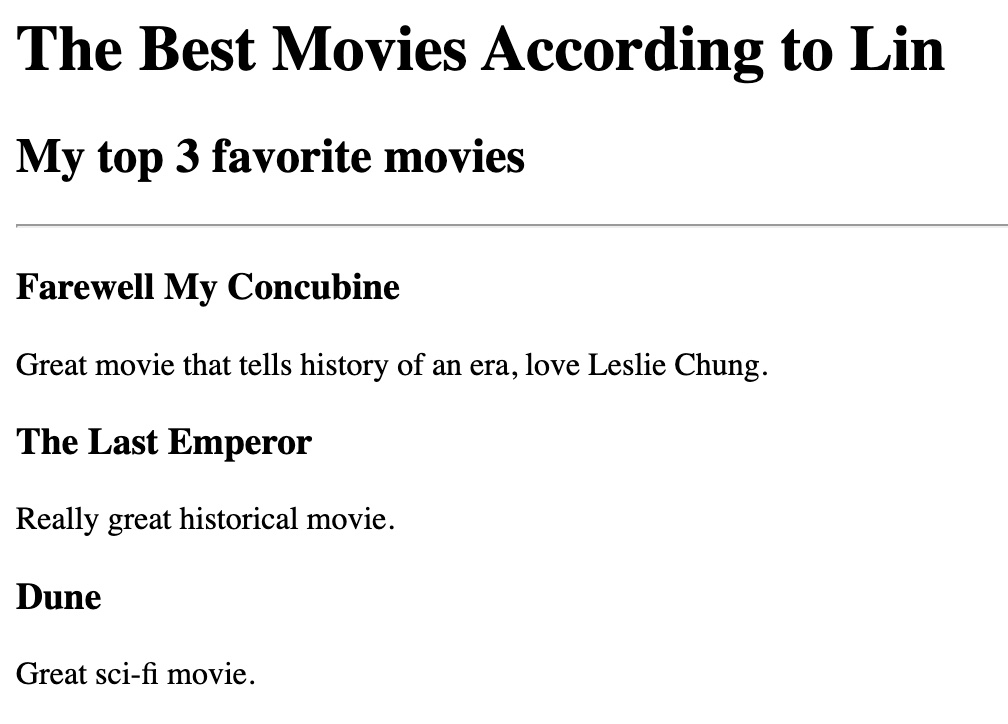 The Best Movies According to Lin
My top 3 favorite movies
Farewell My Concubine
Great movie that tells history of an era, love Leslie Chung.
The Last Emperor
Really great historical movie.
Dune
Great sci-fi movie.